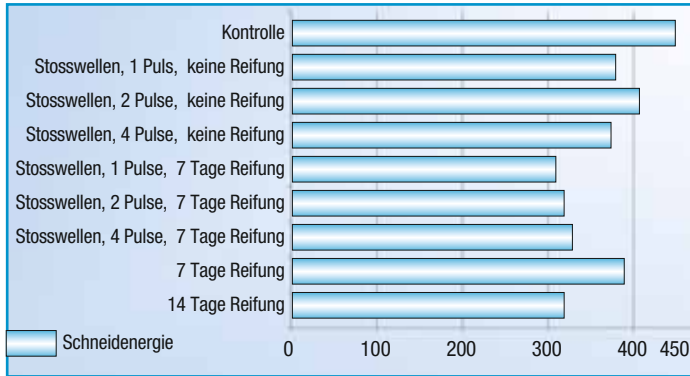 Kontrolle
Stosswellen, 1 Puls, keine Reifung
Stosswellen, 2 Pulse, keine Reifung
Stosswellen, 4 Pulse, keine Reifung
Stosswellen, 1 Pulse, 7 Tage Reifung
Stosswellen, 2 Pulse, 7 Tage Reifung
Stosswellen, 4 Pulse, 7 Tage Reifung
7 Tage Reifung
14 Tage Reifung
Schneidenergie
0 100 200 300 400 450